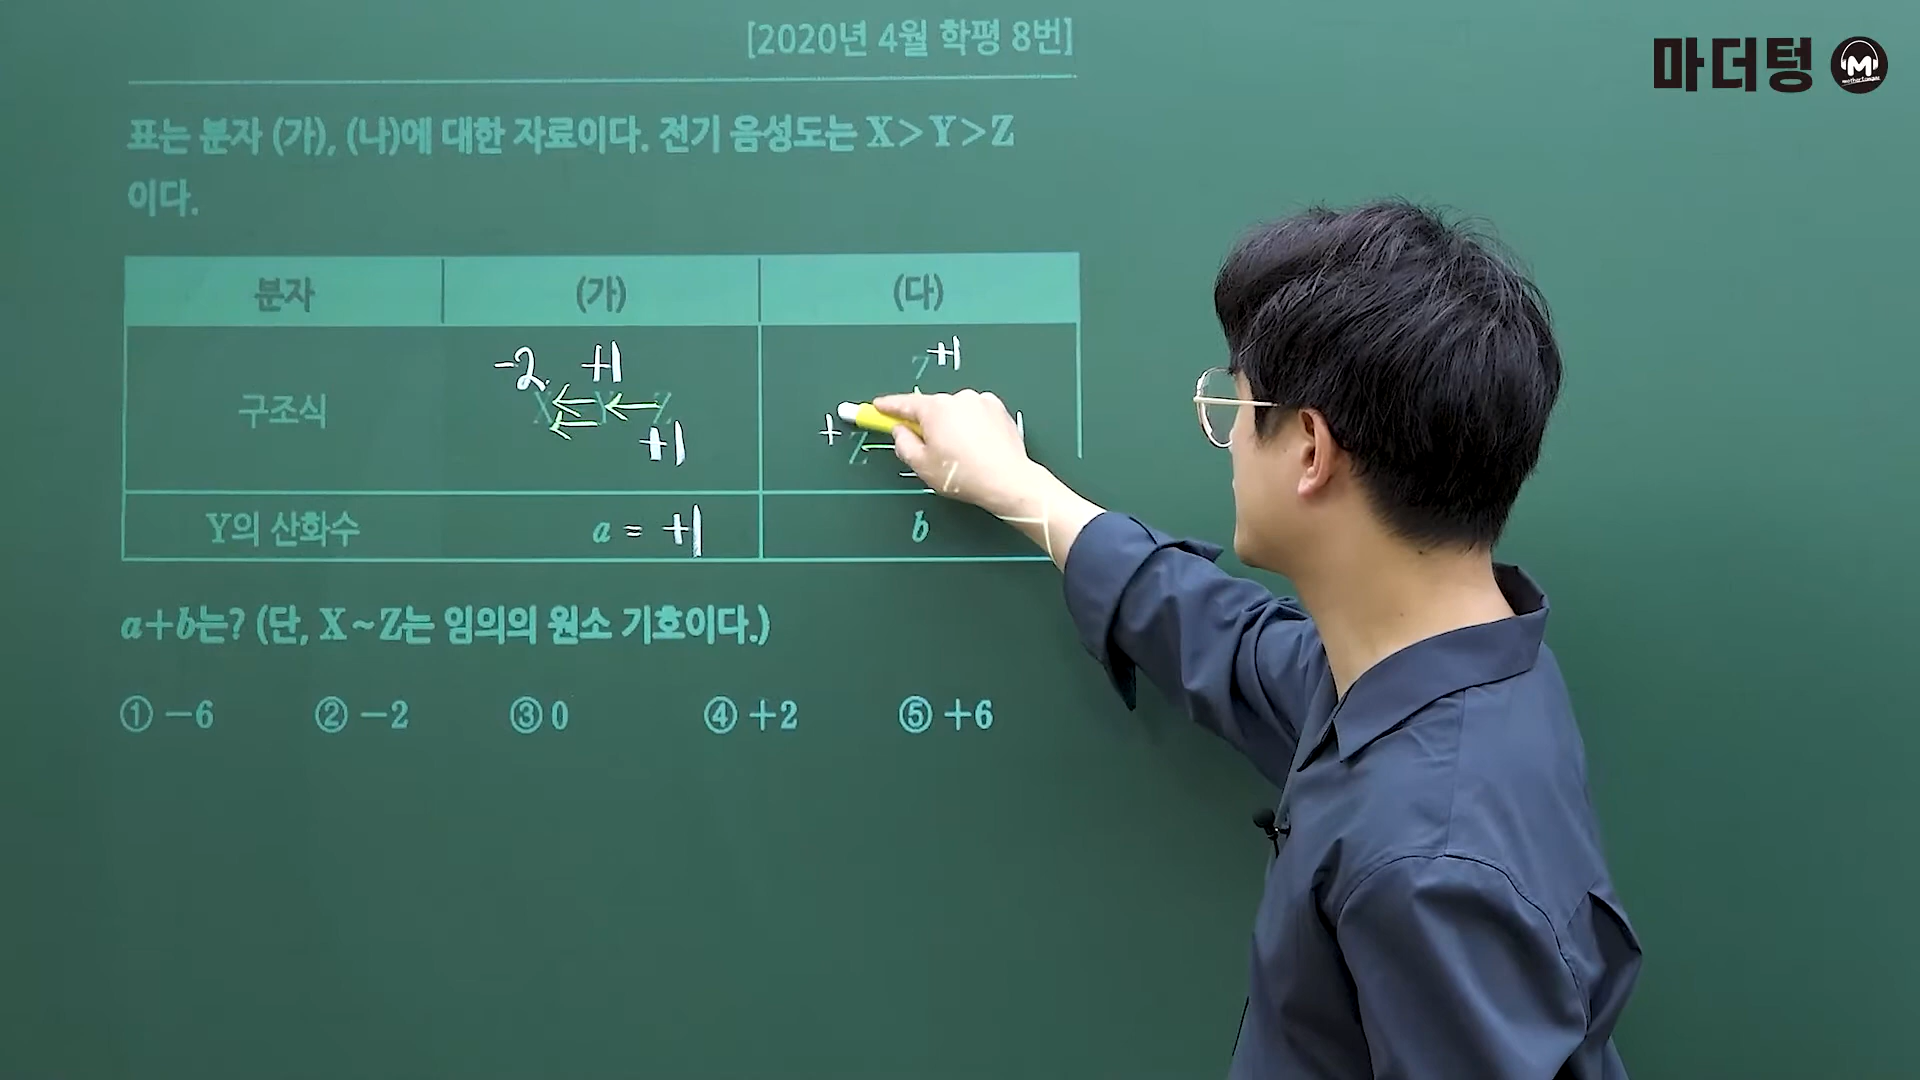 [2020년 4월 학평 8번]
마더텅 M
표는 분자 (가), (나)에 대한 자료이다. 전기 음성도는 X>Y>Z
이다.
분자 (가) (다)
-2 +1
구조식 X Y Z
+1
Z +1
+ Z
Z
Y의 산화수 a = +1 b
a+b는? (단, X~Z는 임의의 원소 기호이다.)
① -6 ② -2 ③ 0 ④ +2 ⑤ +6